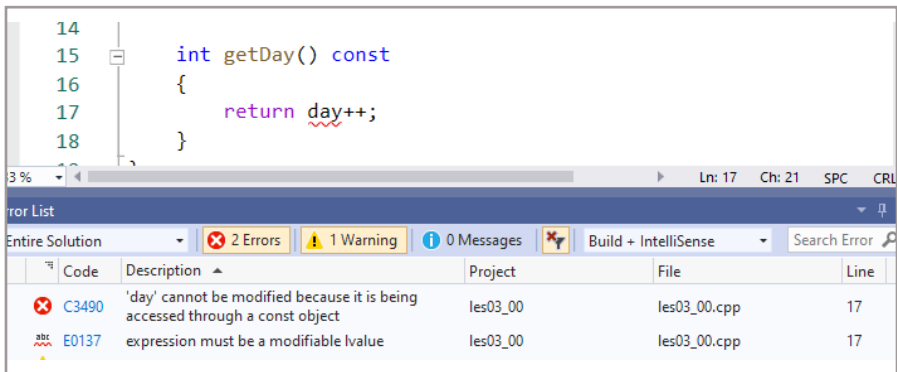 14
15 int getDay() const
16 {
17 return day++;
18 }
3 % Ln: 17 Ch: 21 SPC CRL
rror List
Entire Solution 2 Errors 1 Warning 0 Messages Build + IntelliSense Search Error
Code Description Project File Line
C3490 'day' cannot be modified because it is being accessed through a const object les03_00 les03_00.cpp 17
abc E0137 expression must be a modifiable lvalue les03_00 les03_00.cpp 17